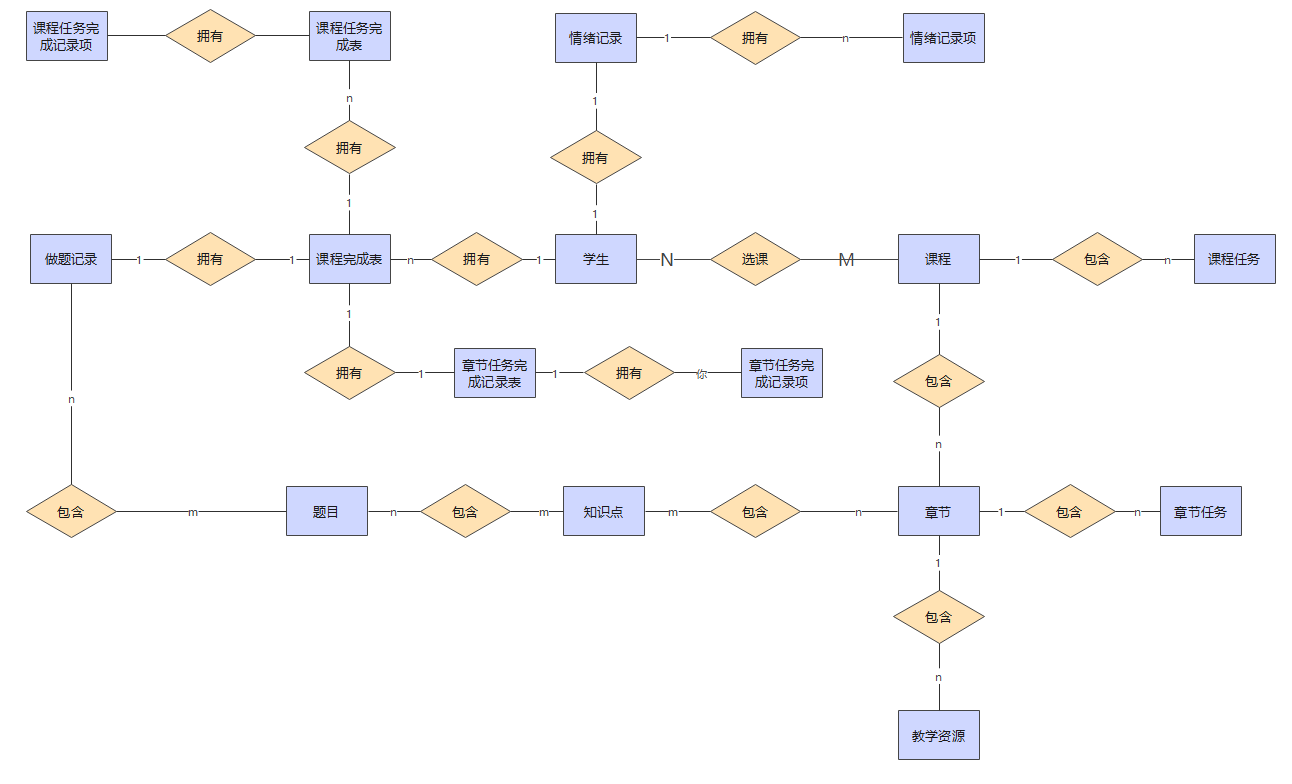 课程任务完
成记录项
拥有
课程任务完
成表
情绪记录
1
拥有
n
情绪记录项
n
1
拥有
拥有
1
1
做题记录
1
拥有
1
课程完成表
n
拥有
1
学生
N
选课
M
课程
1
包含
n
课程任务
1
1
拥有
1
章节任务完
成记录表
1
拥有
你
章节任务完
成记录项
包含
n
n
包含
m
题目
n
包含
m
知识点
m
包含
n
章节
1
包含
n
章节任务
1
包含
n
教学资源